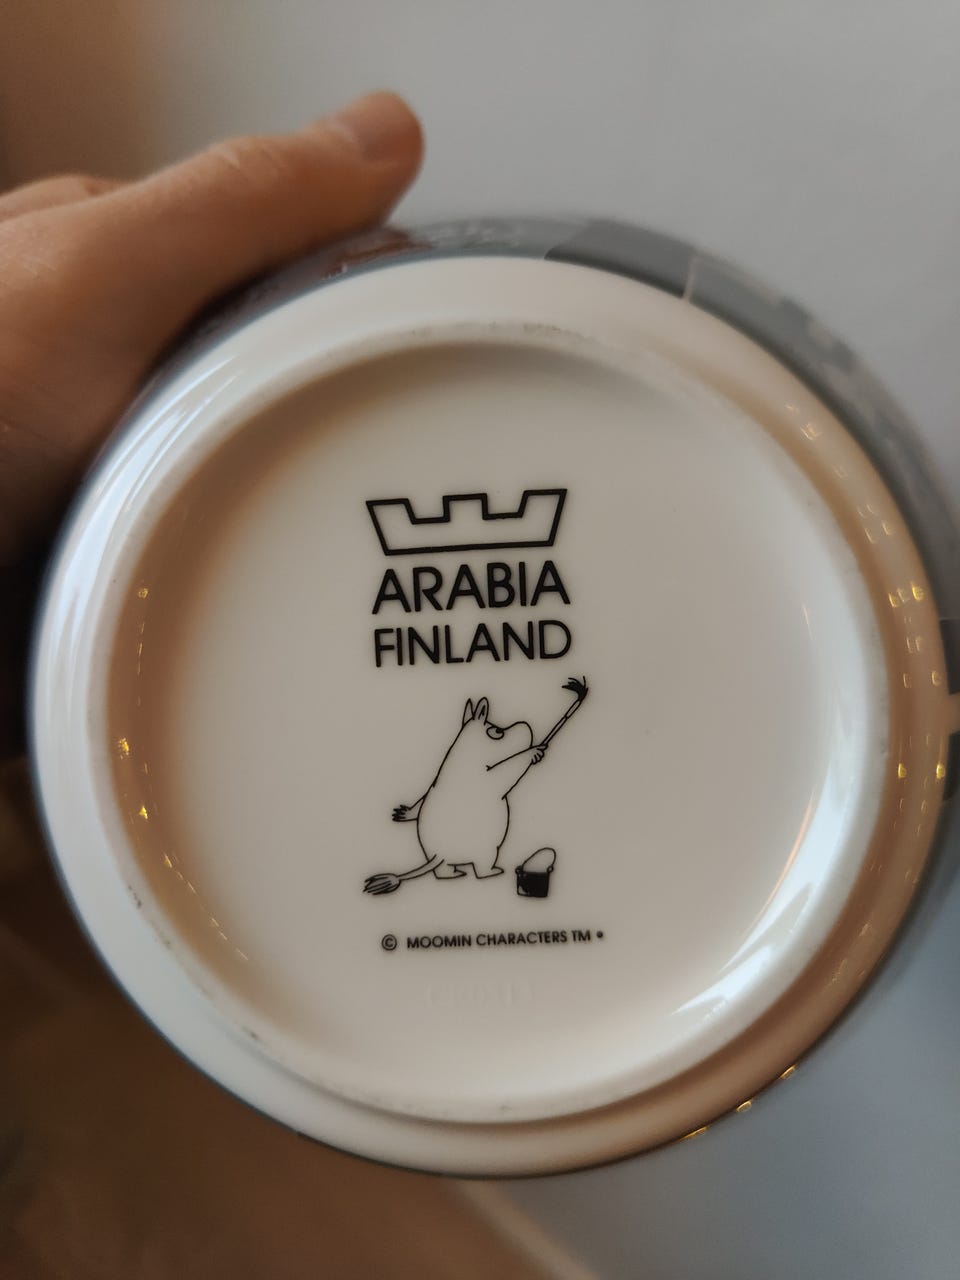 ARABIA
FINLAND
© MOOMIN CHARACTERS TM •